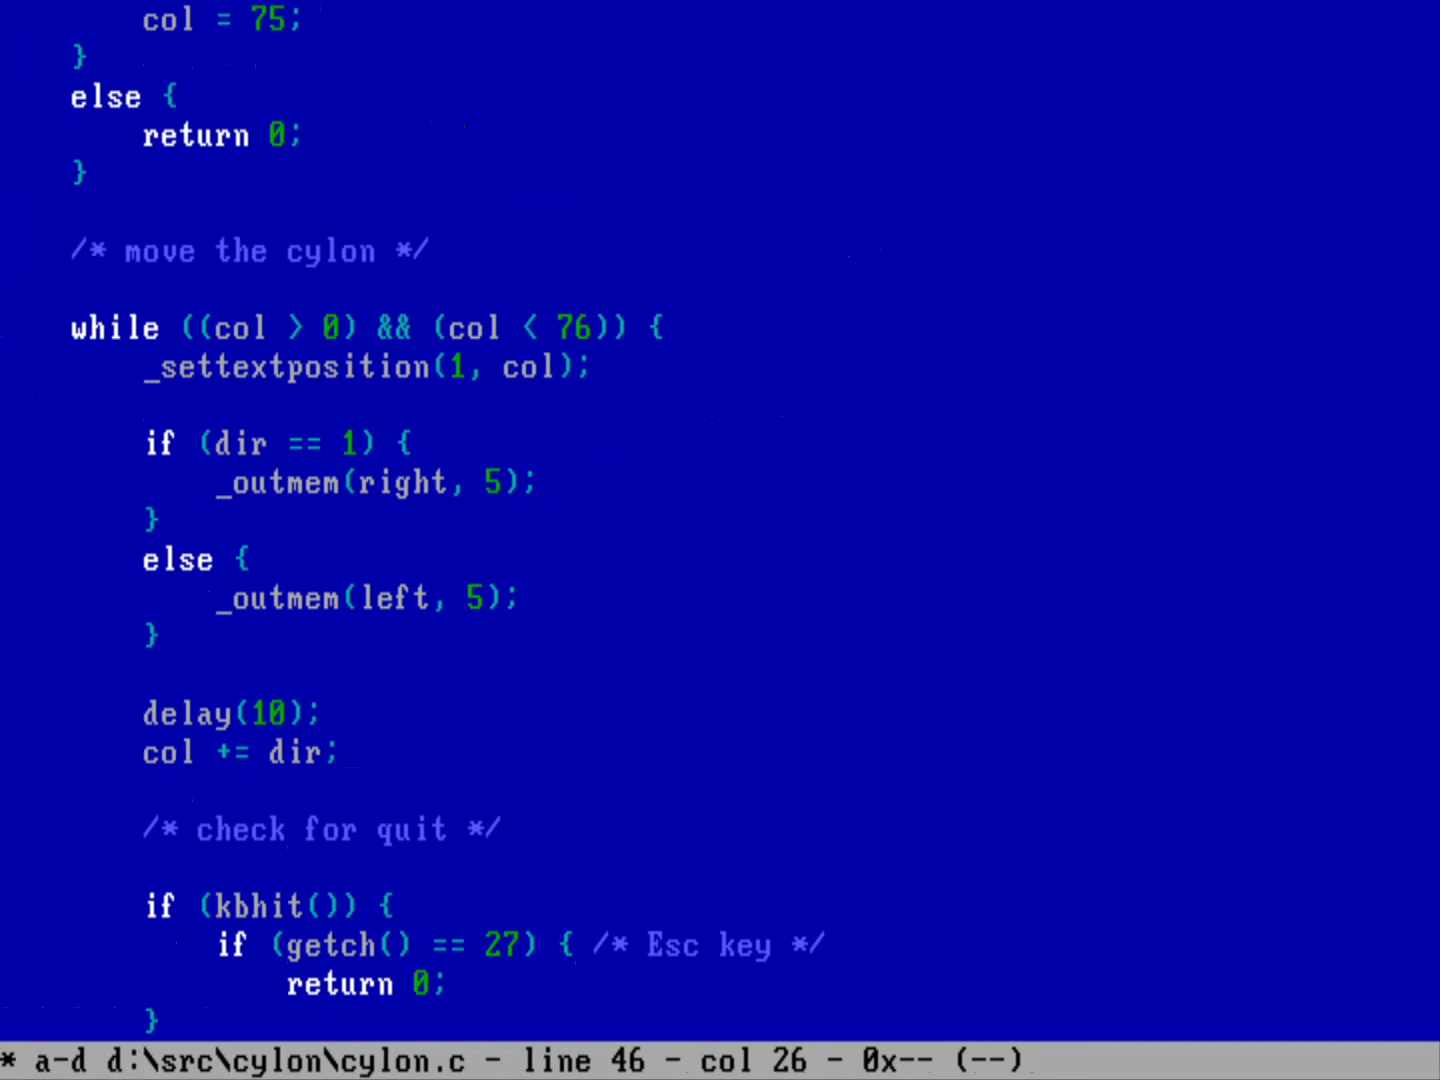 col = 75;
}
else {
return 0;
}
/* move the cylon */
while ((col > 0) && (col < 76)) {
_settextposition(1, col);
if (dir == 1) {
_outmem(right, 5);
}
else {
_outmem(left, 5);
}
delay(10);
col += dir;
/* check for quit */
if (kbhit()) {
if (getch() == 27) { /* Esc key */
return 0;
}
* a-d d:\src\cylon\cylon.c - line 46 - col 26 - 0x-- (--)